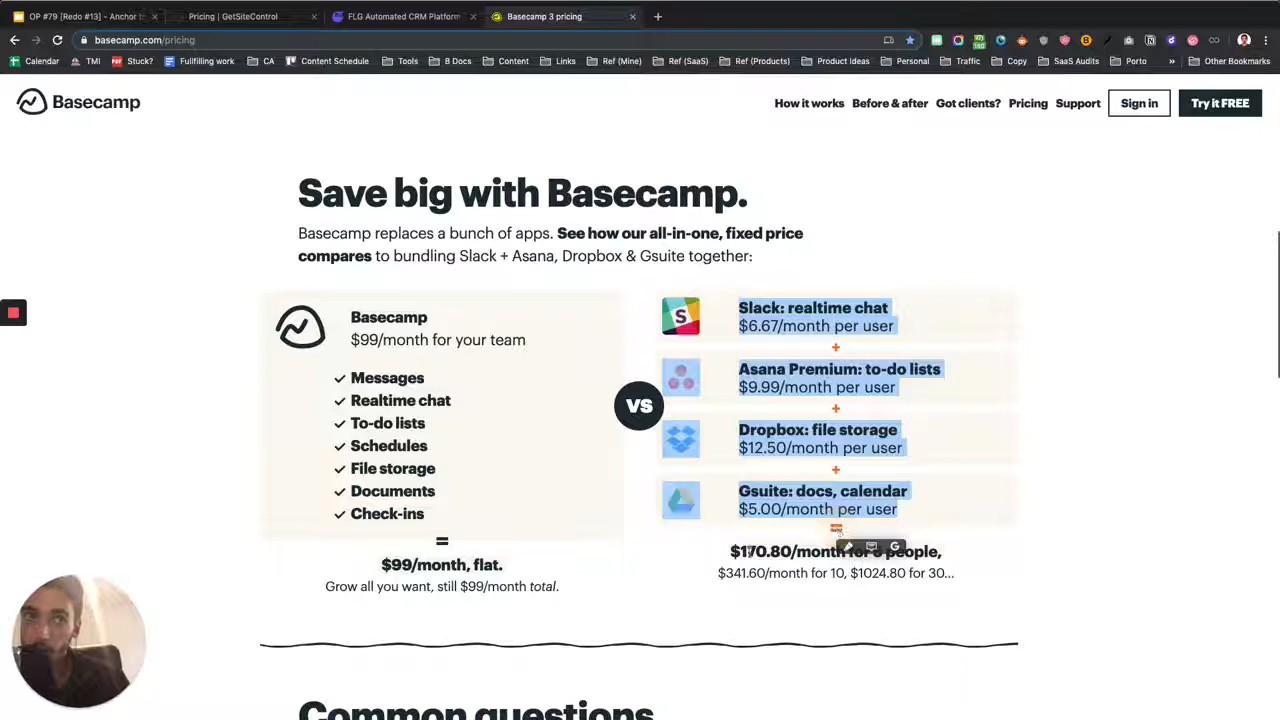 OP #79 [Redo #13] - Anchor
Pricing | GetSiteControl
FLG Automated CRM Platform
Basecamp 3 pricing
basecamp.com/pricing
Calendar
TMI
Stuck?
Fullfilling work
CA
Content Schedule
Tools
B Docs
Content
Links
Ref (Mine)
Ref (SaaS)
Ref (Products)
Product Ideas
Personal
Traffic
Copy
SaaS Audits
Porto
»
Other Bookmarks
Basecamp
How it works
Before & after
Got clients?
Pricing
Support
Sign in
Try it FREE
Save big with Basecamp.
Basecamp replaces a bunch of apps. See how our all-in-one, fixed price
compares to bundling Slack + Asana, Dropbox & Gsuite together:
Basecamp
$99/month for your team
✓ Messages
✓ Realtime chat
✓ To-do lists
✓ Schedules
✓ File storage
✓ Documents
✓ Check-ins
=
$99/month, flat.
Grow all you want, still $99/month total.
VS
Slack: realtime chat
$6.67/month per user
+
Asana Premium: to-do lists
$9.99/month per user
+
Dropbox: file storage
$12.50/month per user
+
Gsuite: docs, calendar
$5.00/month per user
$170.80/month for people,
$341.60/month for 10, $1024.80 for 30...
Common questions